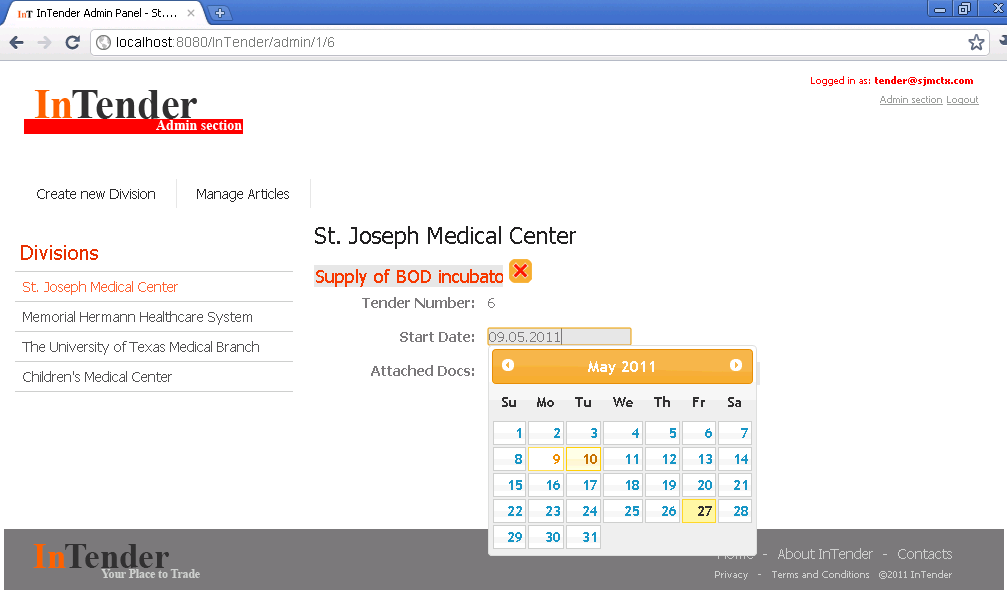 InT InTender Admin Panel - St....
localhost:8080/InTender/admin/1/6
Logged in as: tender@sjmctx.com
Admin section Logout
InTender
Admin section
Create new Division Manage Articles
Divisions
St. Joseph Medical Center
Memorial Hermann Healthcare System
The University of Texas Medical Branch
Children's Medical Center
St. Joseph Medical Center
Supply of BOD incubato
Tender Number: 6
Start Date: 09.05.2011
Attached Docs:
May 2011
Su Mo Tu We Th Fr Sa
1 2 3 4 5 6 7
8 9 10 11 12 13 14
15 16 17 18 19 20 21
22 23 24 25 26 27 28
29 30 31
InTender
Your Place to Trade
Home - About InTender - Contacts
Privacy - Terms and Conditions ©2011 InTender